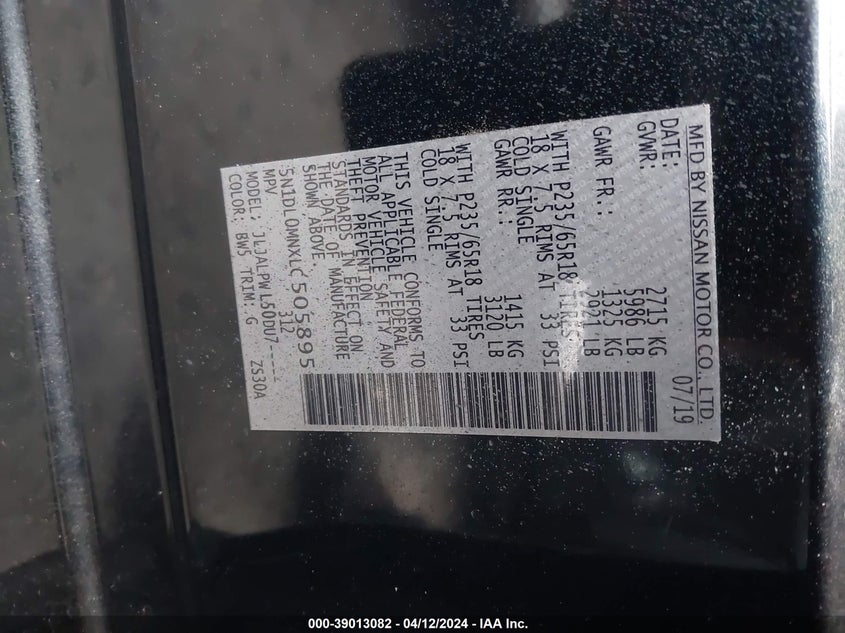 MFD BY NISSAN MOTOR CO., LTD.
DATE: 07/19
GVWR: 2715 KG
5986 LB
GAWR FR.: 1325 KG
2921 LB
WITH P235/65R18 TIRES
18 X 7.5 RIMS AT 33 PSI
COLD SINGLE
GAWR RR.: 1415 KG
3120 LB
WITH P235/65R18 TIRES
18 X 7.5 RIMS AT 33 PSI
COLD SINGLE
THIS VEHICLE CONFORMS TO
ALL APPLICABLE FEDERAL
MOTOR VEHICLE SAFETY AND
THEFT PREVENTION
STANDARDS IN EFFECT ON
THE DATE OF MANUFACTURE
SHOWN ABOVE.
5N1DL0MNXLC505895
MPV 312
MODEL: JLJALPWL50DU7-
COLOR: BW5 TRIM: G ZS30A
000-39013082 - 04/12/2024 - IAA Inc.